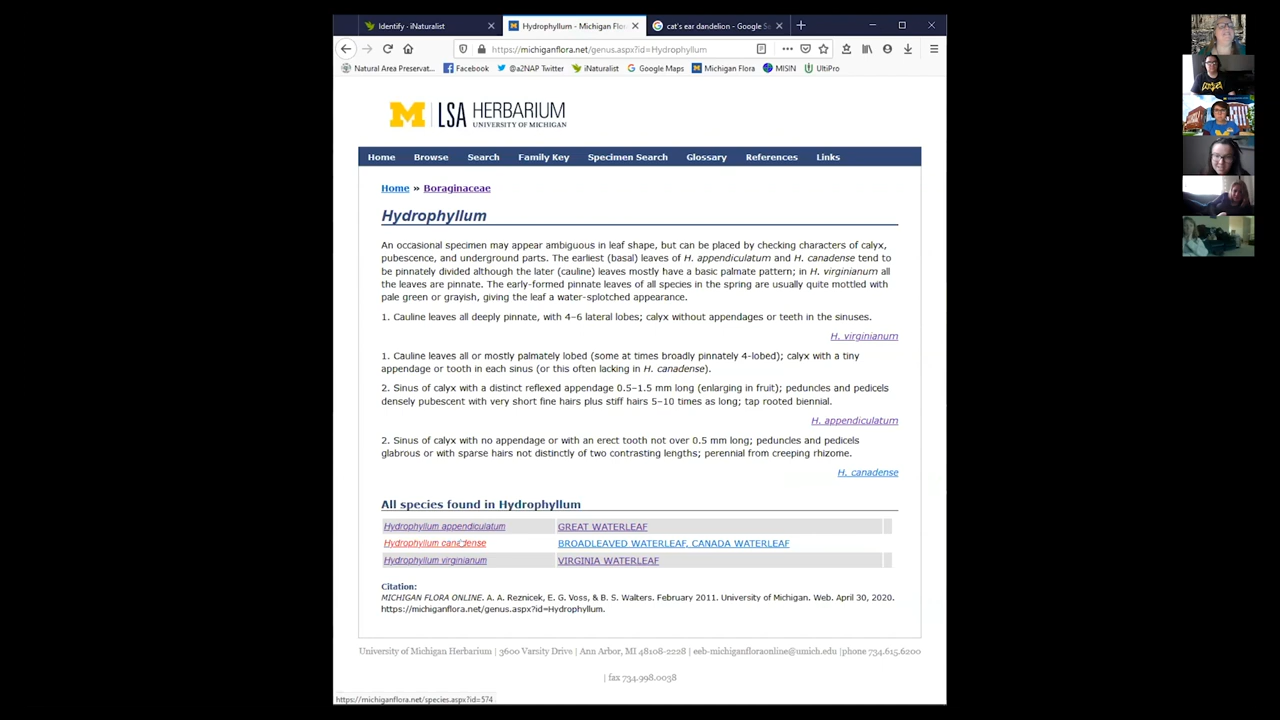 Identify · iNaturalist
Hydrophyllum - Michigan Flor
cat's ear dandelion - Google Se
https://michiganflora.net/genus.aspx?id=Hydrophyllum
Natural Area Preservat...
Facebook
@a2NAP Twitter
iNaturalist
Google Maps
Michigan Flora
MISIN
UltiPro
M LSA HERBARIUM
UNIVERSITY OF MICHIGAN
Home Browse Search Family Key Specimen Search Glossary References Links
Home » Boraginaceae
Hydrophyllum
An occasional specimen may appear ambiguous in leaf shape, but can be placed by checking characters of calyx,
pubescence, and underground parts. The earliest (basal) leaves of H. appendiculatum and H. canadense tend to
be pinnately divided although the later (cauline) leaves mostly have a basic palmate pattern; in H. virginianum all
the leaves are pinnate. The early-formed pinnate leaves of all species in the spring are usually quite mottled with
pale green or grayish, giving the leaf a water-splotched appearance.
1. Cauline leaves all deeply pinnate, with 4–6 lateral lobes; calyx without appendages or teeth in the sinuses.
H. virginianum
1. Cauline leaves all or mostly palmately lobed (some at times broadly pinnately 4-lobed); calyx with a tiny
appendage or tooth in each sinus (or this often lacking in H. canadense).
2. Sinus of calyx with a distinct reflexed appendage 0.5–1.5 mm long (enlarging in fruit); peduncles and pedicels
densely pubescent with very short fine hairs plus stiff hairs 5–10 times as long; tap rooted biennial.
H. appendiculatum
2. Sinus of calyx with no appendage or with an erect tooth not over 0.5 mm long; peduncles and pedicels
glabrous or with sparse hairs not distinctly of two contrasting lengths; perennial from creeping rhizome.
H. canadense
All species found in Hydrophyllum
Hydrophyllum appendiculatum GREAT WATERLEAF
Hydrophyllum canadense BROADLEAVED WATERLEAF, CANADA WATERLEAF
Hydrophyllum virginianum VIRGINIA WATERLEAF
Citation:
MICHIGAN FLORA ONLINE. A. A. Reznicek, E. G. Voss, & B. S. Walters. February 2011. University of Michigan. Web. April 30, 2020.
https://michiganflora.net/genus.aspx?id=Hydrophyllum.
University of Michigan Herbarium | 3600 Varsity Drive | Ann Arbor, MI 48108-2228 | eeb-michiganfloraonline@umich.edu |phone 734.615.6200
| fax 734.998.0038
https://michiganflora.net/species.aspx?id=574